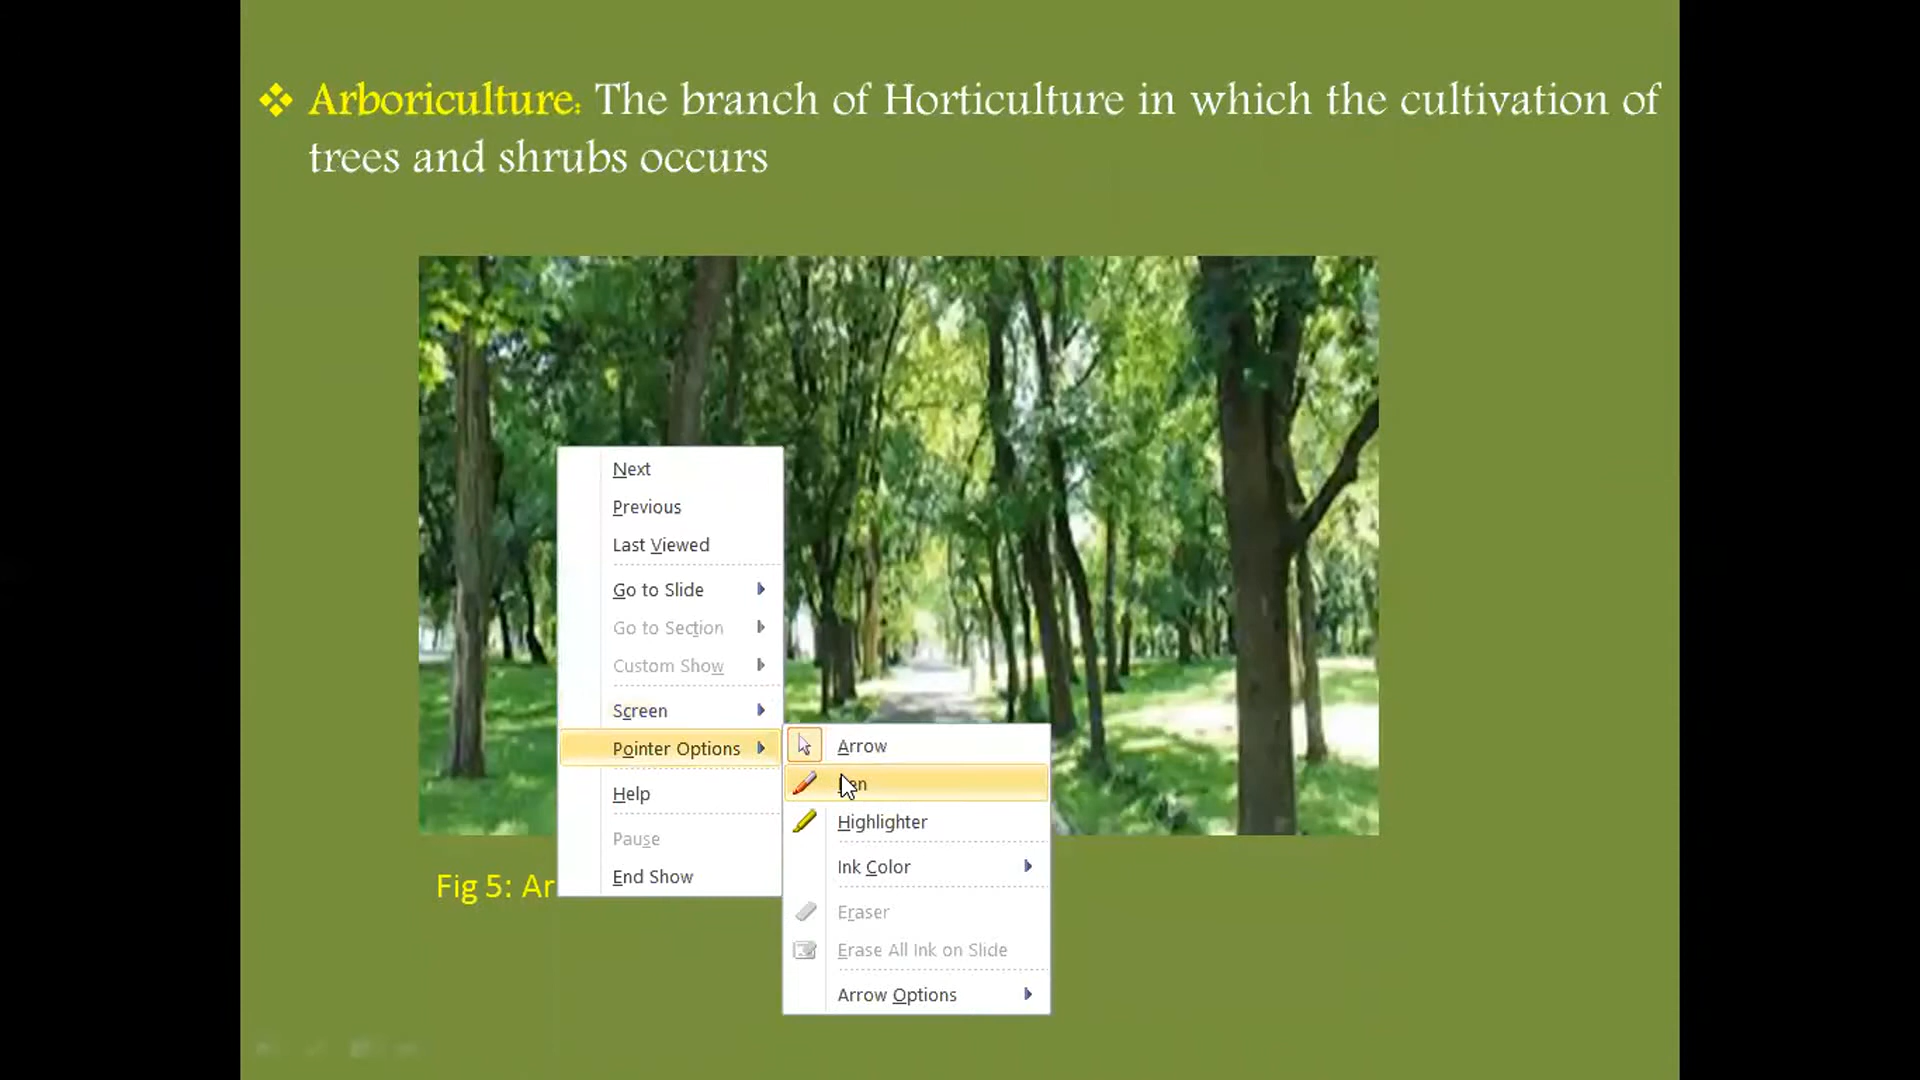 Arboriculture: The branch of Horticulture in which the cultivation of
trees and shrubs occurs
Next
Previous
Last Viewed
Go to Slide
Go to Section
Custom Show
Screen
Pointer Options
Help
Pause
End Show
Arrow
Highlighter
Ink Color
Eraser
Erase All Ink on Slide
Arrow Options
Fig 5: